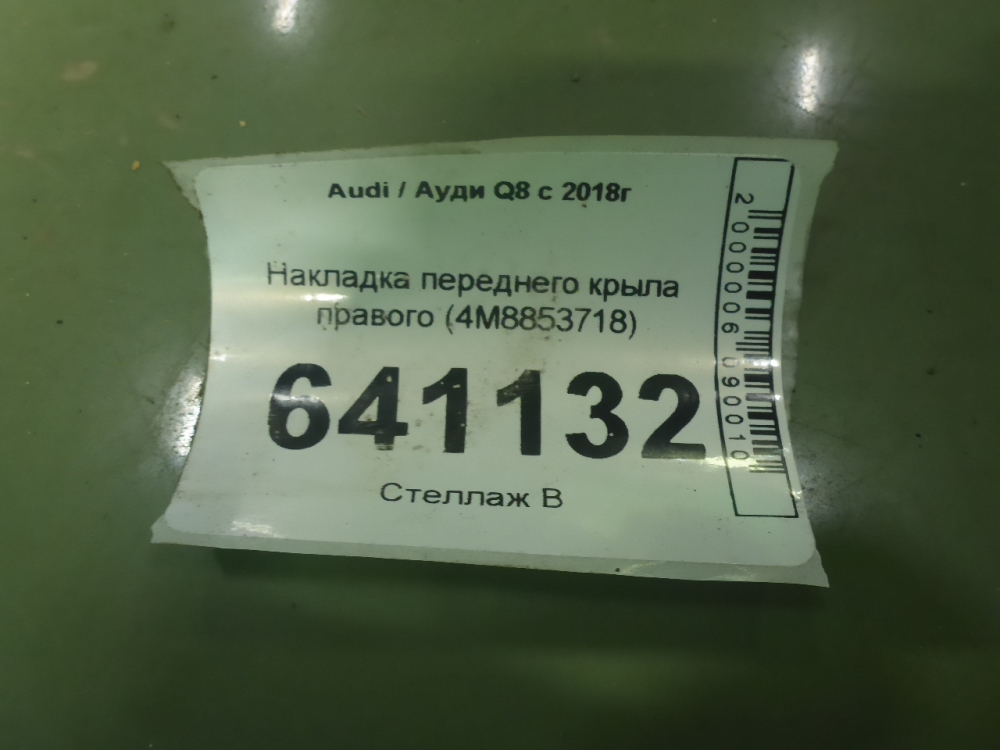 Audi / Ауди Q8 с 2018г
Накладка переднего крыла
правого (4M8853718)
641132
Стеллаж В
2000006090010